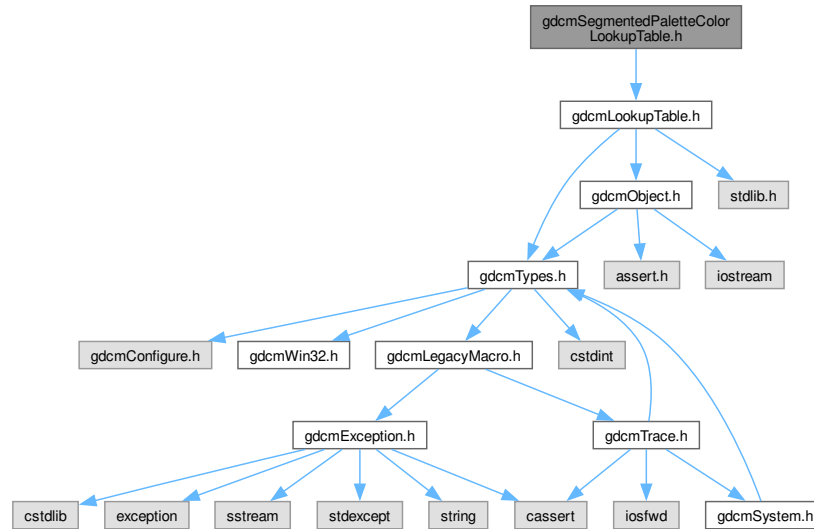 gdcmSegmentedPaletteColor
LookupTable.h
gdcmLookupTable.h
gdcmObject.h
stdlib.h
gdcmTypes.h
assert.h
iostream
gdcmConfigure.h
gdcmWin32.h
gdcmLegacyMacro.h
cstdint
gdcmException.h
gdcmTrace.h
cstdlib
exception
sstream
stdexcept
string
cassert
iosfwd
gdcmSystem.h